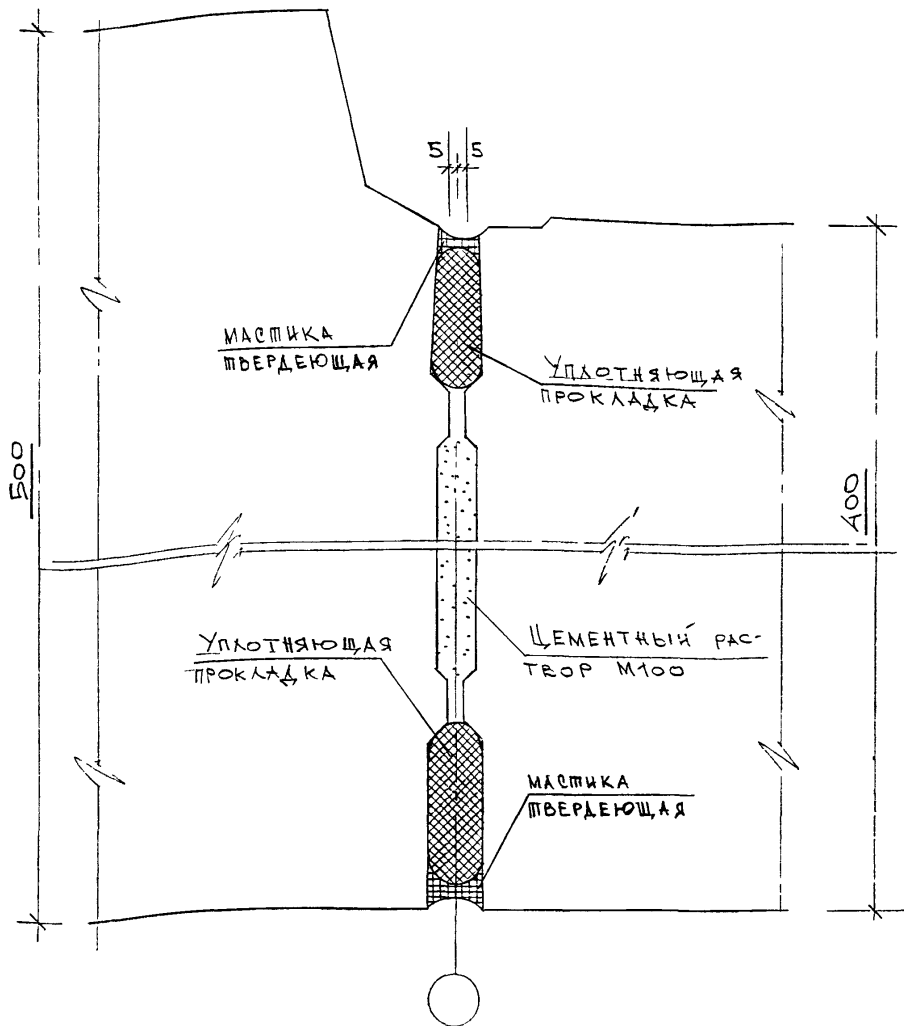 5 5
МАСТИКА
ТВЕРДЕЮЩАЯ
УПЛОТНЯЮЩАЯ
ПРОКЛАДКА
500
400
УПЛОТНЯЮЩАЯ
ПРОКЛАДКА
ЦЕМЕНТНЫЙ РАС-
ТВОР М100
МАСТИКА
ТВЕРДЕЮЩАЯ